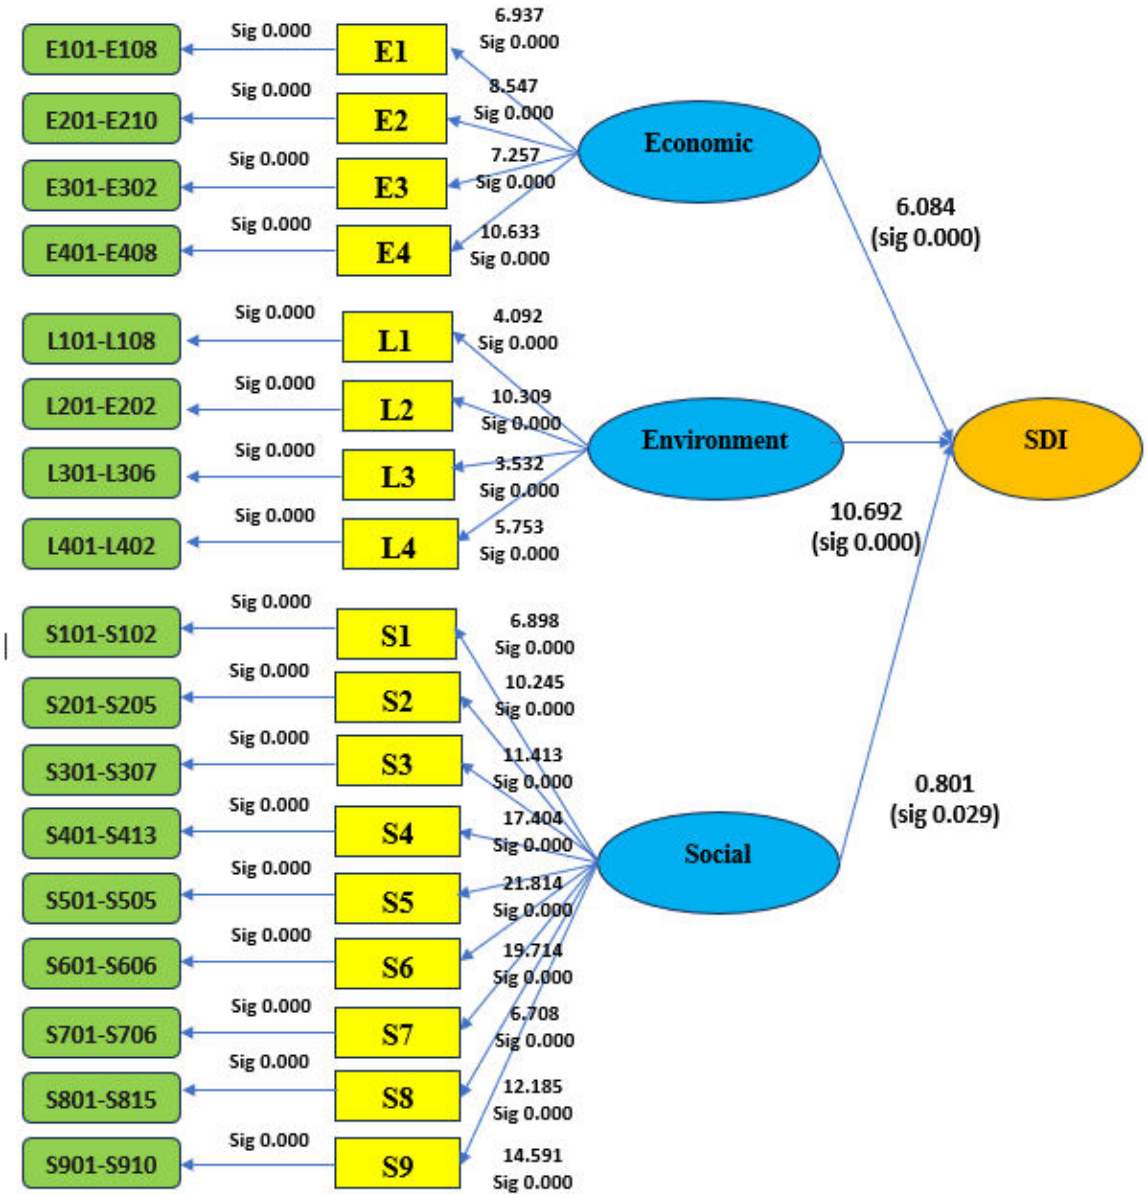 E101-E108
Sig 0.000
E1
6.937
Sig 0.000
E201-E210
Sig 0.000
E2
8.547
Sig 0.000
E301-E302
Sig 0.000
E3
7.257
Sig 0.000
E401-E408
Sig 0.000
E4
10.633
Sig 0.000
Economic
6.084
(sig 0.000)
L101-L108
Sig 0.000
L1
4.092
Sig 0.000
L201-E202
Sig 0.000
L2
10.309
Sig 0.000
L301-L306
Sig 0.000
L3
3.532
Sig 0.000
L401-L402
Sig 0.000
L4
5.753
Sig 0.000
Environment
10.692
(sig 0.000)
SDI
S101-S102
Sig 0.000
S1
6.898
Sig 0.000
S201-S205
Sig 0.000
S2
10.245
Sig 0.000
S301-S307
Sig 0.000
S3
11.413
Sig 0.000
S401-S413
Sig 0.000
S4
17.404
Sig 0.000
S501-S505
Sig 0.000
S5
21.814
Sig 0.000
S601-S606
Sig 0.000
S6
19.714
Sig 0.000
S701-S706
Sig 0.000
S7
6.708
Sig 0.000
S801-S815
Sig 0.000
S8
12.185
Sig 0.000
S901-S910
Sig 0.000
S9
14.591
Sig 0.000
Social
0.801
(sig 0.029)